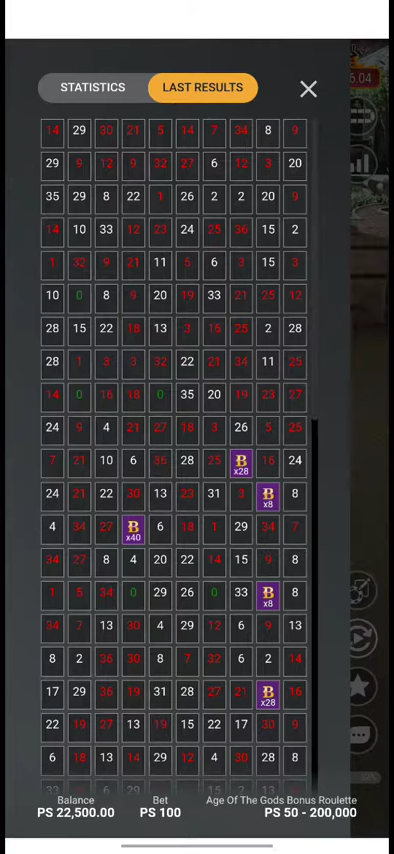 STATISTICS LAST RESULTS
6.04
14 29 30 21 5 14 7 34 8 9
29 9 12 9 32 27 6 12 3 20
35 29 8 22 1 26 2 2 20 9
14 10 33 12 23 24 25 36 15 2
1 32 9 21 11 5 6 3 15 3
10 0 8 9 20 19 33 21 25 12
28 15 22 18 13 3 16 25 2 28
28 1 3 3 32 22 21 34 11 25
14 0 16 18 0 35 20 19 23 27
24 9 4 21 27 18 3 26 5 25
7 21 10 6 36 28 25 B x28 16 24
24 21 22 30 13 23 31 3 B x8 8
4 34 27 B x40 6 18 1 29 34 7
34 27 8 4 20 22 14 15 9 8
1 5 34 0 29 26 0 33 B x8 8
34 7 13 30 4 29 12 6 9 13
8 2 36 30 8 7 32 6 2 14
17 29 36 19 31 28 27 21 B x28 16
22 19 27 13 19 15 22 17 30 9
6 18 13 14 29 12 4 30 28 8
Balance Bet Age Of The Gods Bonus Roulette
PS 22,500.00 PS 100 PS 50 - 200,000